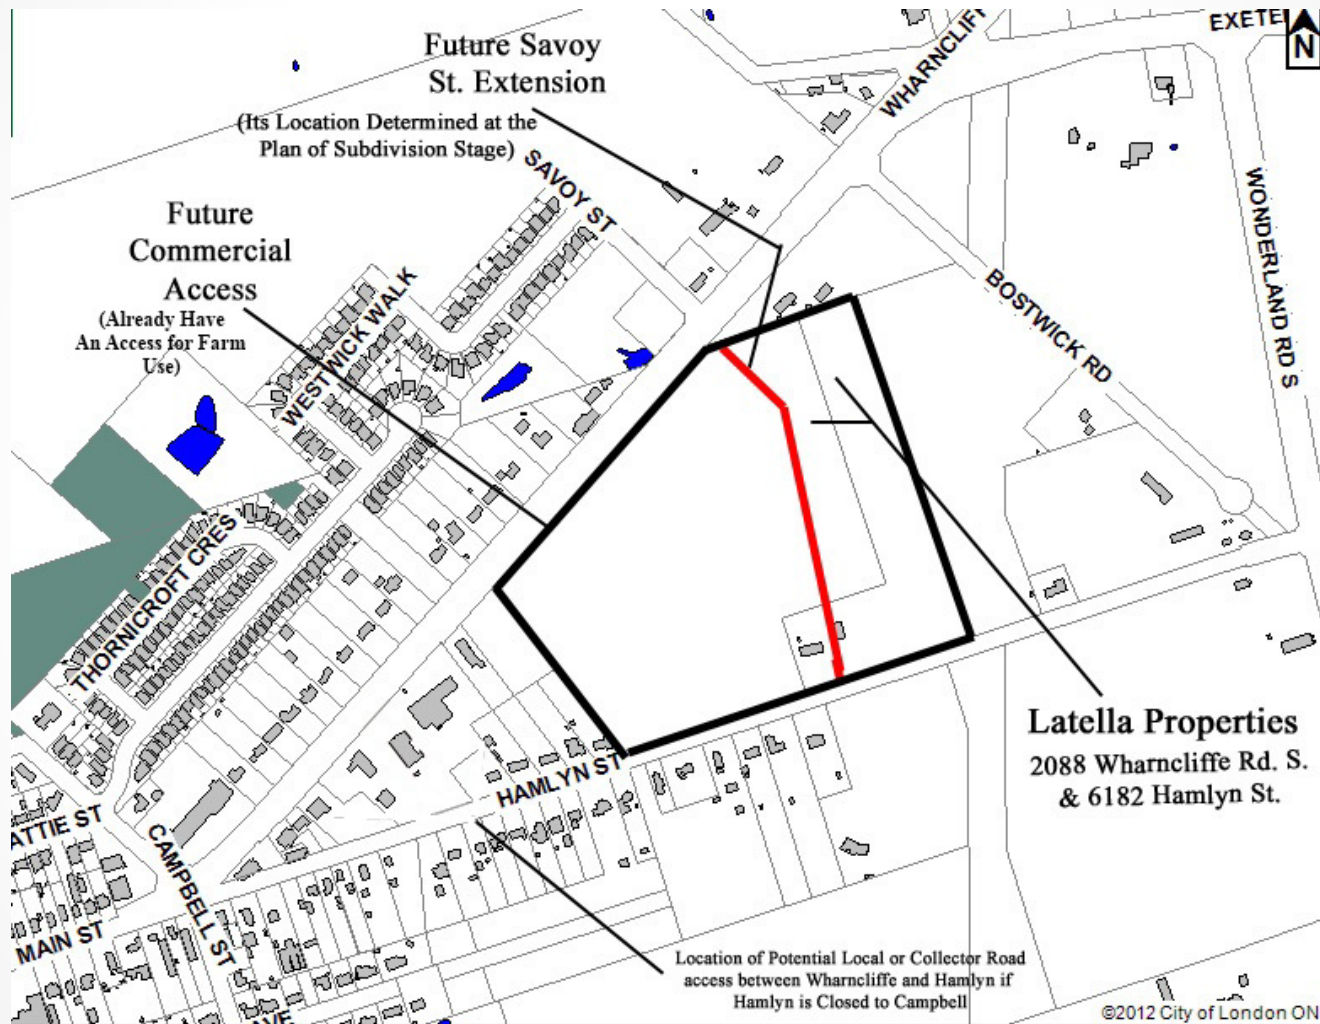 Future Savoy
St. Extension
(Its Location Determined at the
Plan of Subdivision Stage)
EXETE
N
WHARNCLIFF
SAVOY ST
Future
Commercial
Access
(Already Have
An Access for Farm
Use)
WESTWICK WALK
WONDERLAND RD S
BOSTWICK RD
THORNICROFT CRES
Latella Properties
2088 Wharncliffe Rd. S.
& 6182 Hamlyn St.
HAMLYN ST
ATTIE ST
CAMPBELL ST
MAIN ST
AVE
Location of Potential Local or Collector Road
access between Wharncliffe and Hamlyn if
Hamlyn is Closed to Campbell
©2012 City of London ON